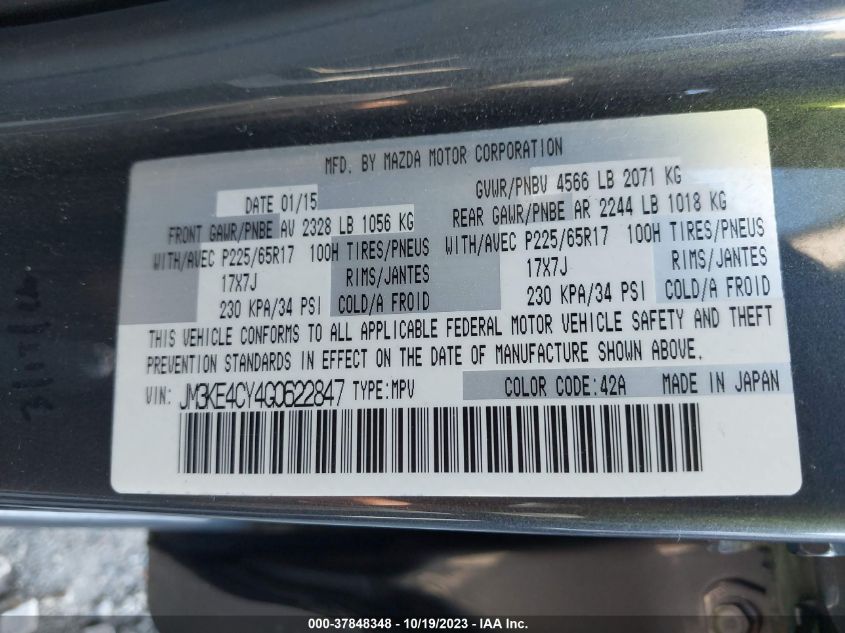 MFD. BY MAZDA MOTOR CORPORATION
DATE 01/15 GVWR/PNBV 4566 LB 2071 KG
FRONT GAWR/PNBE AV 2328 LB 1056 KG REAR GAWR/PNBE AR 2244 LB 1018 KG
WITH/AVEC P225/65R17 100H TIRES/PNEUS WITH/AVEC P225/65R17 100H TIRES/PNEUS
17X7J RIMS/JANTES 17X7J RIMS/JANTES
230 KPA/34 PSI COLD/A FROID 230 KPA/34 PSI COLD/A FROID
THIS VEHICLE CONFORMS TO ALL APPLICABLE FEDERAL MOTOR VEHICLE SAFETY AND THEFT
PREVENTION STANDARDS IN EFFECT ON THE DATE OF MANUFACTURE SHOWN ABOVE.
VIN: JM3KE4CY4G0622847 TYPE:MPV COLOR CODE:42A MADE IN JAPAN
000-37848348 - 10/19/2023 - IAA Inc.